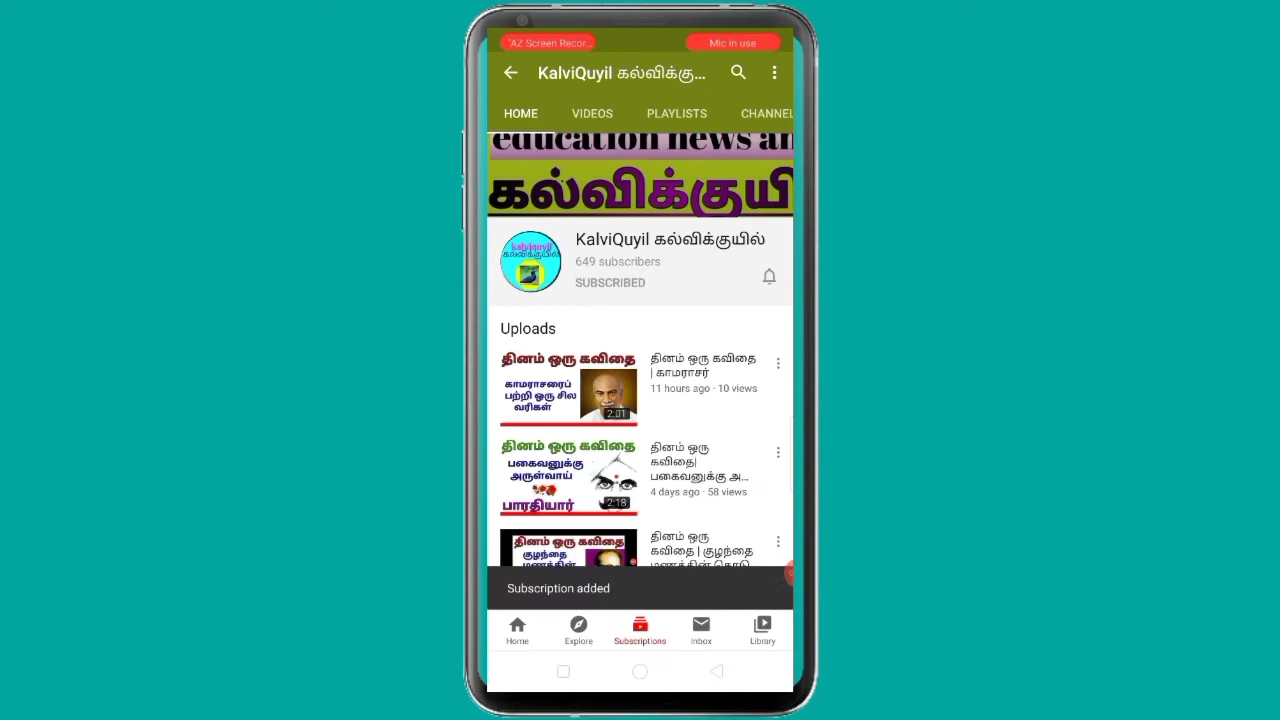 "AZ Screen Recor... Mic in use
KalviQuyil கல்விக்கு...
HOME VIDEOS PLAYLISTS CHANNEL
education news an
கல்விக்குயி
kalviquyil
கல்விக்குயில்
KalviQuyil கல்விக்குயில்
649 subscribers
SUBSCRIBED
Uploads
தினம் ஒரு கவிதை
காமராசரைப்
பற்றி ஒரு சில
வரிகள்
2:01
தினம் ஒரு கவிதை
| காமராசர்
11 hours ago · 10 views
தினம் ஒரு கவிதை
பகைவனுக்கு
அருள்வாய்
பாரதியார்
2:18
தினம் ஒரு
கவிதை|
பகைவனுக்கு அ...
4 days ago · 58 views
தினம் ஒரு கவிதை
குழந்தை
தினம் ஒரு
கவிதை | குழந்தை
Subscription added
Home Explore Subscriptions Inbox Library